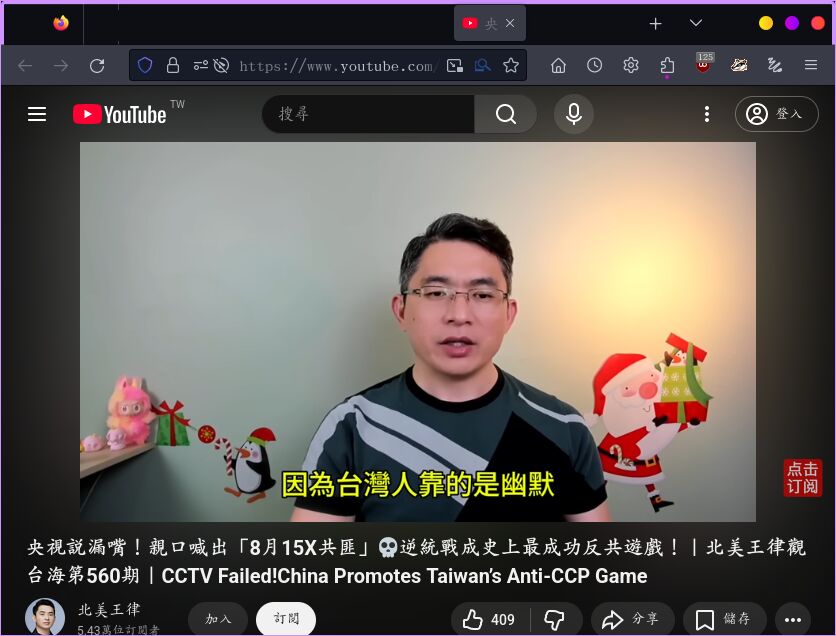 央
125
https://www.youtube.com/
YouTube TW
搜尋
登入
因為台灣人靠的是幽默
点击
订阅
央視說漏嘴！親口喊出「8月15X共匪」💀逆統戰成史上最成功反共遊戲！｜北美王律觀
台海第560期｜CCTV Failed!China Promotes Taiwan’s Anti-CCP Game
北美王律
5.43萬位訂閱者
加入
訂閱
409
分享
儲存